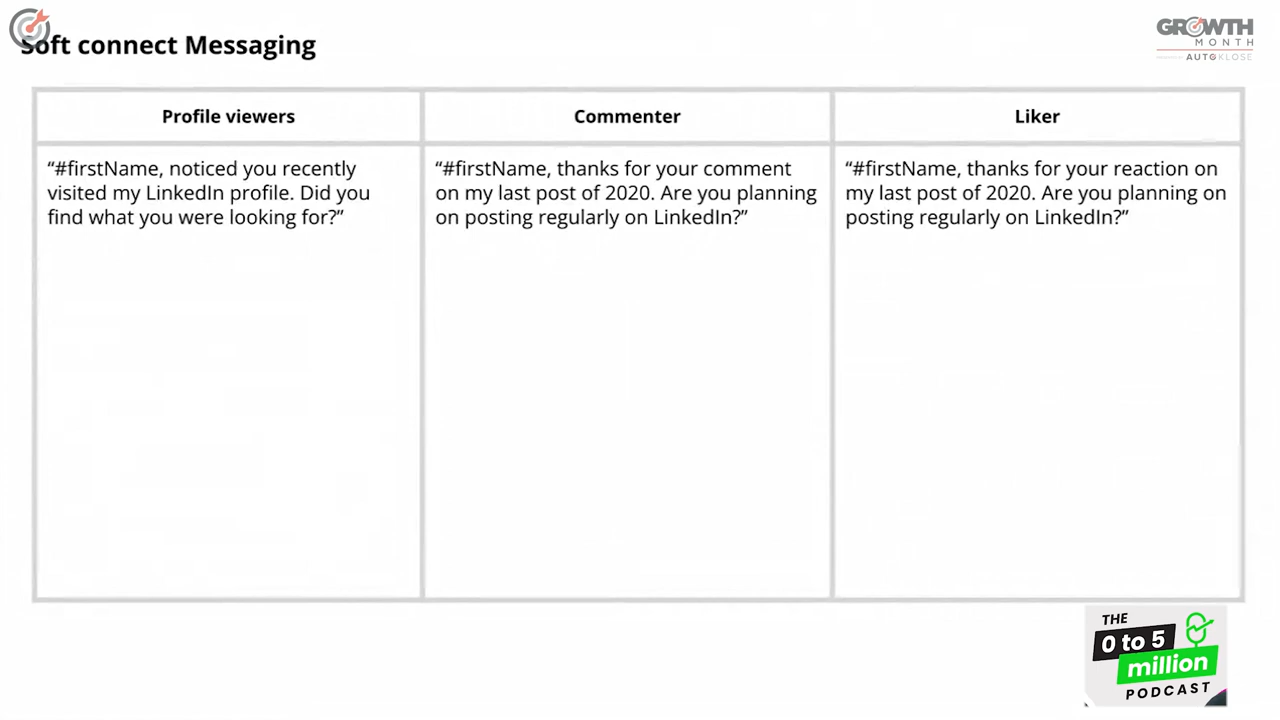 Soft connect Messaging
GROWTH
MONTH
AUTOKLOSE
Profile viewers
Commenter
Liker
“#firstName, noticed you recently
visited my LinkedIn profile. Did you
find what you were looking for?”
“#firstName, thanks for your comment
on my last post of 2020. Are you planning
on posting regularly on LinkedIn?”
“#firstName, thanks for your reaction on
my last post of 2020. Are you planning on
posting regularly on LinkedIn?”
THE
0 to 5
million
PODCAST